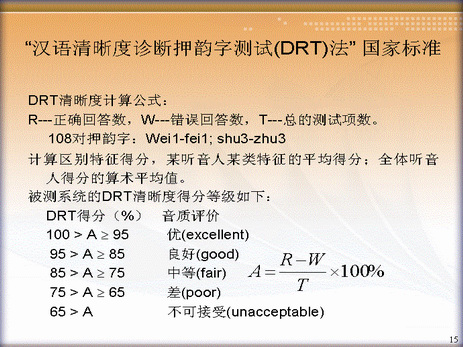 “汉语清晰度诊断押韵字测试(DRT)法” 国家标准
DRT清晰度计算公式：
R---正确回答数，W---错误回答数，T---总的测试项数。
108对押韵字：Wei1-fei1; shu3-zhu3
计算区别特征得分，某听音人某类特征的平均得分；全体听音
人得分的算术平均值。
被测系统的DRT清晰度得分等级如下：
DRT得分（%） 音质评价
100 > A ≥ 95 优(excellent)
95 > A ≥ 85 良好(good)
85 > A ≥ 75 中等(fair)
75 > A ≥ 65 差(poor)
65 > A 不可接受(unacceptable)
A = (R−W)/T ×100%
15